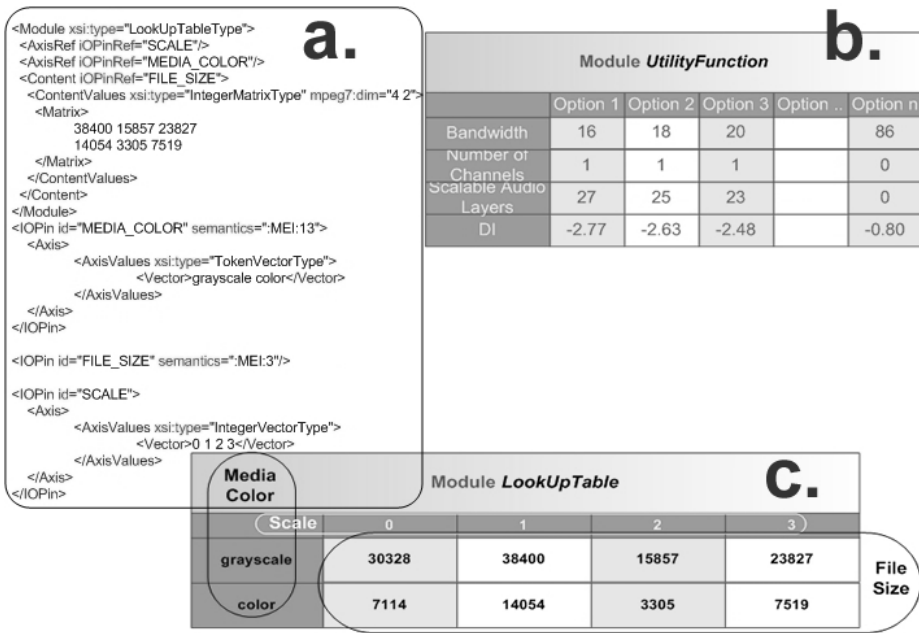 <Module xsi:type="LookUpTableType">
<AxisRef iOPinRef="SCALE"/>
<AxisRef iOPinRef="MEDIA_COLOR"/>
<Content iOPinRef="FILE_SIZE">
<ContentValues xsi:type="IntegerMatrixType" mpeg7:dim="4 2">
<Matrix>
38400 15857 23827
14054 3305 7519
</Matrix>
</ContentValues>
</Content>
</Module>
<IOPin id="MEDIA_COLOR" semantics=":MEI:13">
<Axis>
<AxisValues xsi:type="TokenVectorType">
<Vector>grayscale color</Vector>
</AxisValues>
</Axis>
</IOPin>
<IOPin id="FILE_SIZE" semantics=":MEI:3"/>
<IOPin id="SCALE">
<Axis>
<AxisValues xsi:type="IntegerVectorType">
<Vector>0 1 2 3</Vector>
</AxisValues>
</Axis>
</IOPin>
a.
b.
Module UtilityFunction
Option 1 Option 2 Option 3 Option .. Option n
Bandwidth 16 18 20 86
Number of
Channels 1 1 1 0
Scalable Audio
Layers 27 25 23 0
DI -2.77 -2.63 -2.48 -0.80
c.
Media
Color
Module LookUpTable
Scale 0 1 2 3
grayscale 30328 38400 15857 23827
color 7114 14054 3305 7519
File
Size